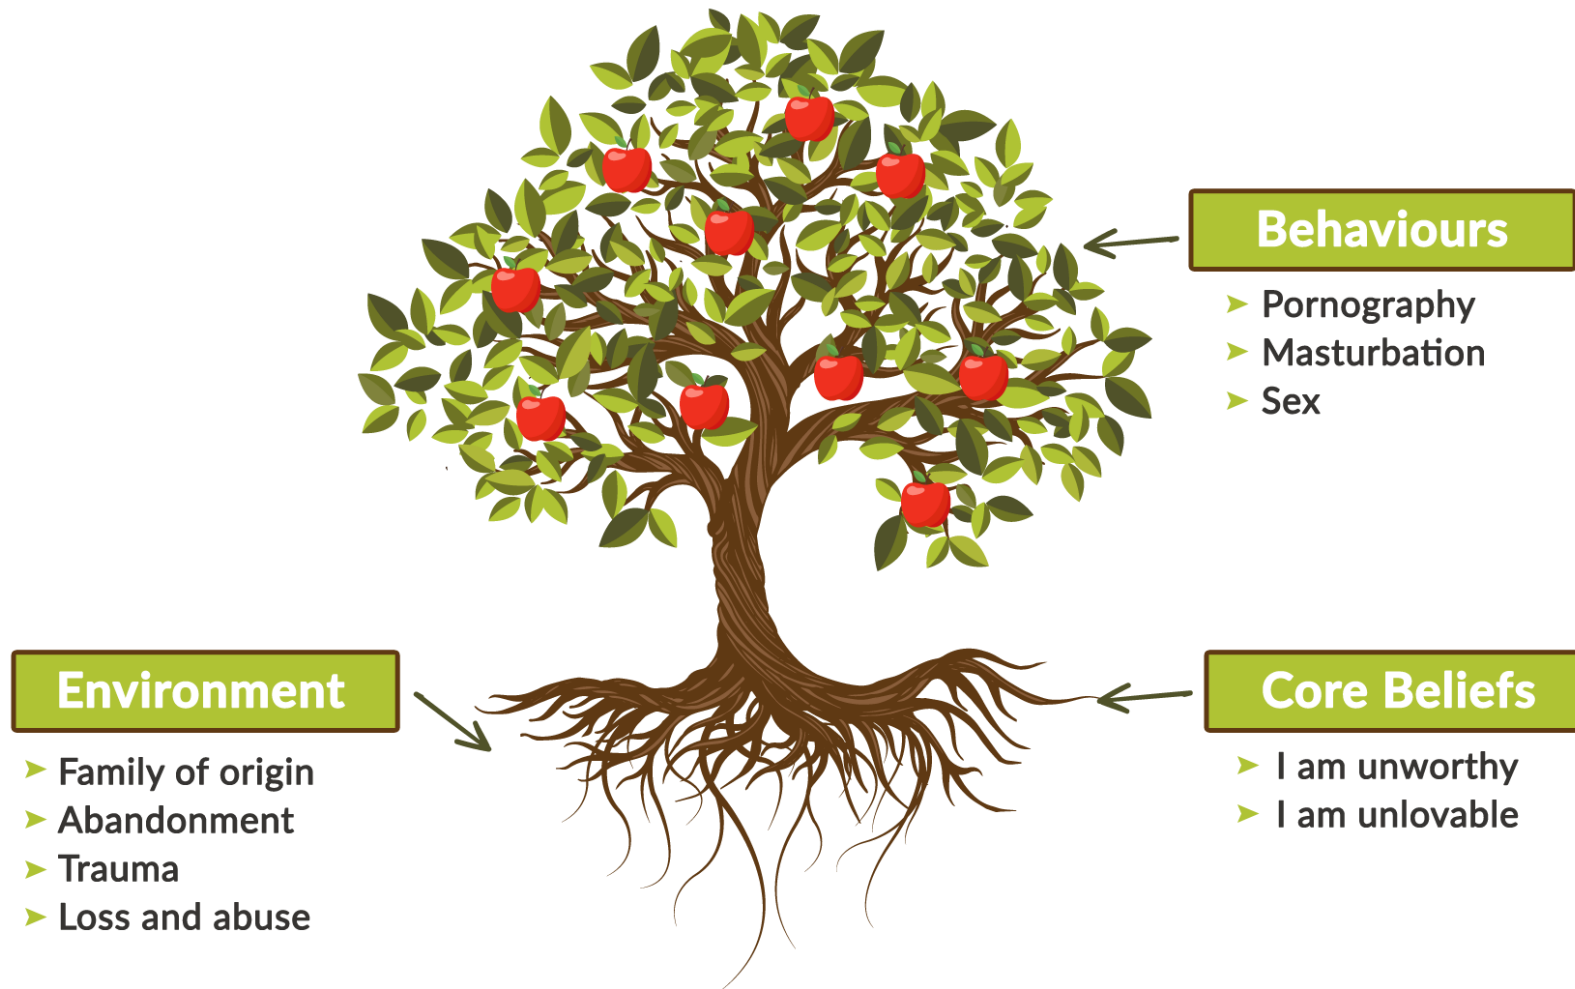 Behaviours
Pornography
Masturbation
Sex
Environment
Family of origin
Abandonment
Trauma
Loss and abuse
Core Beliefs
I am unworthy
I am unlovable